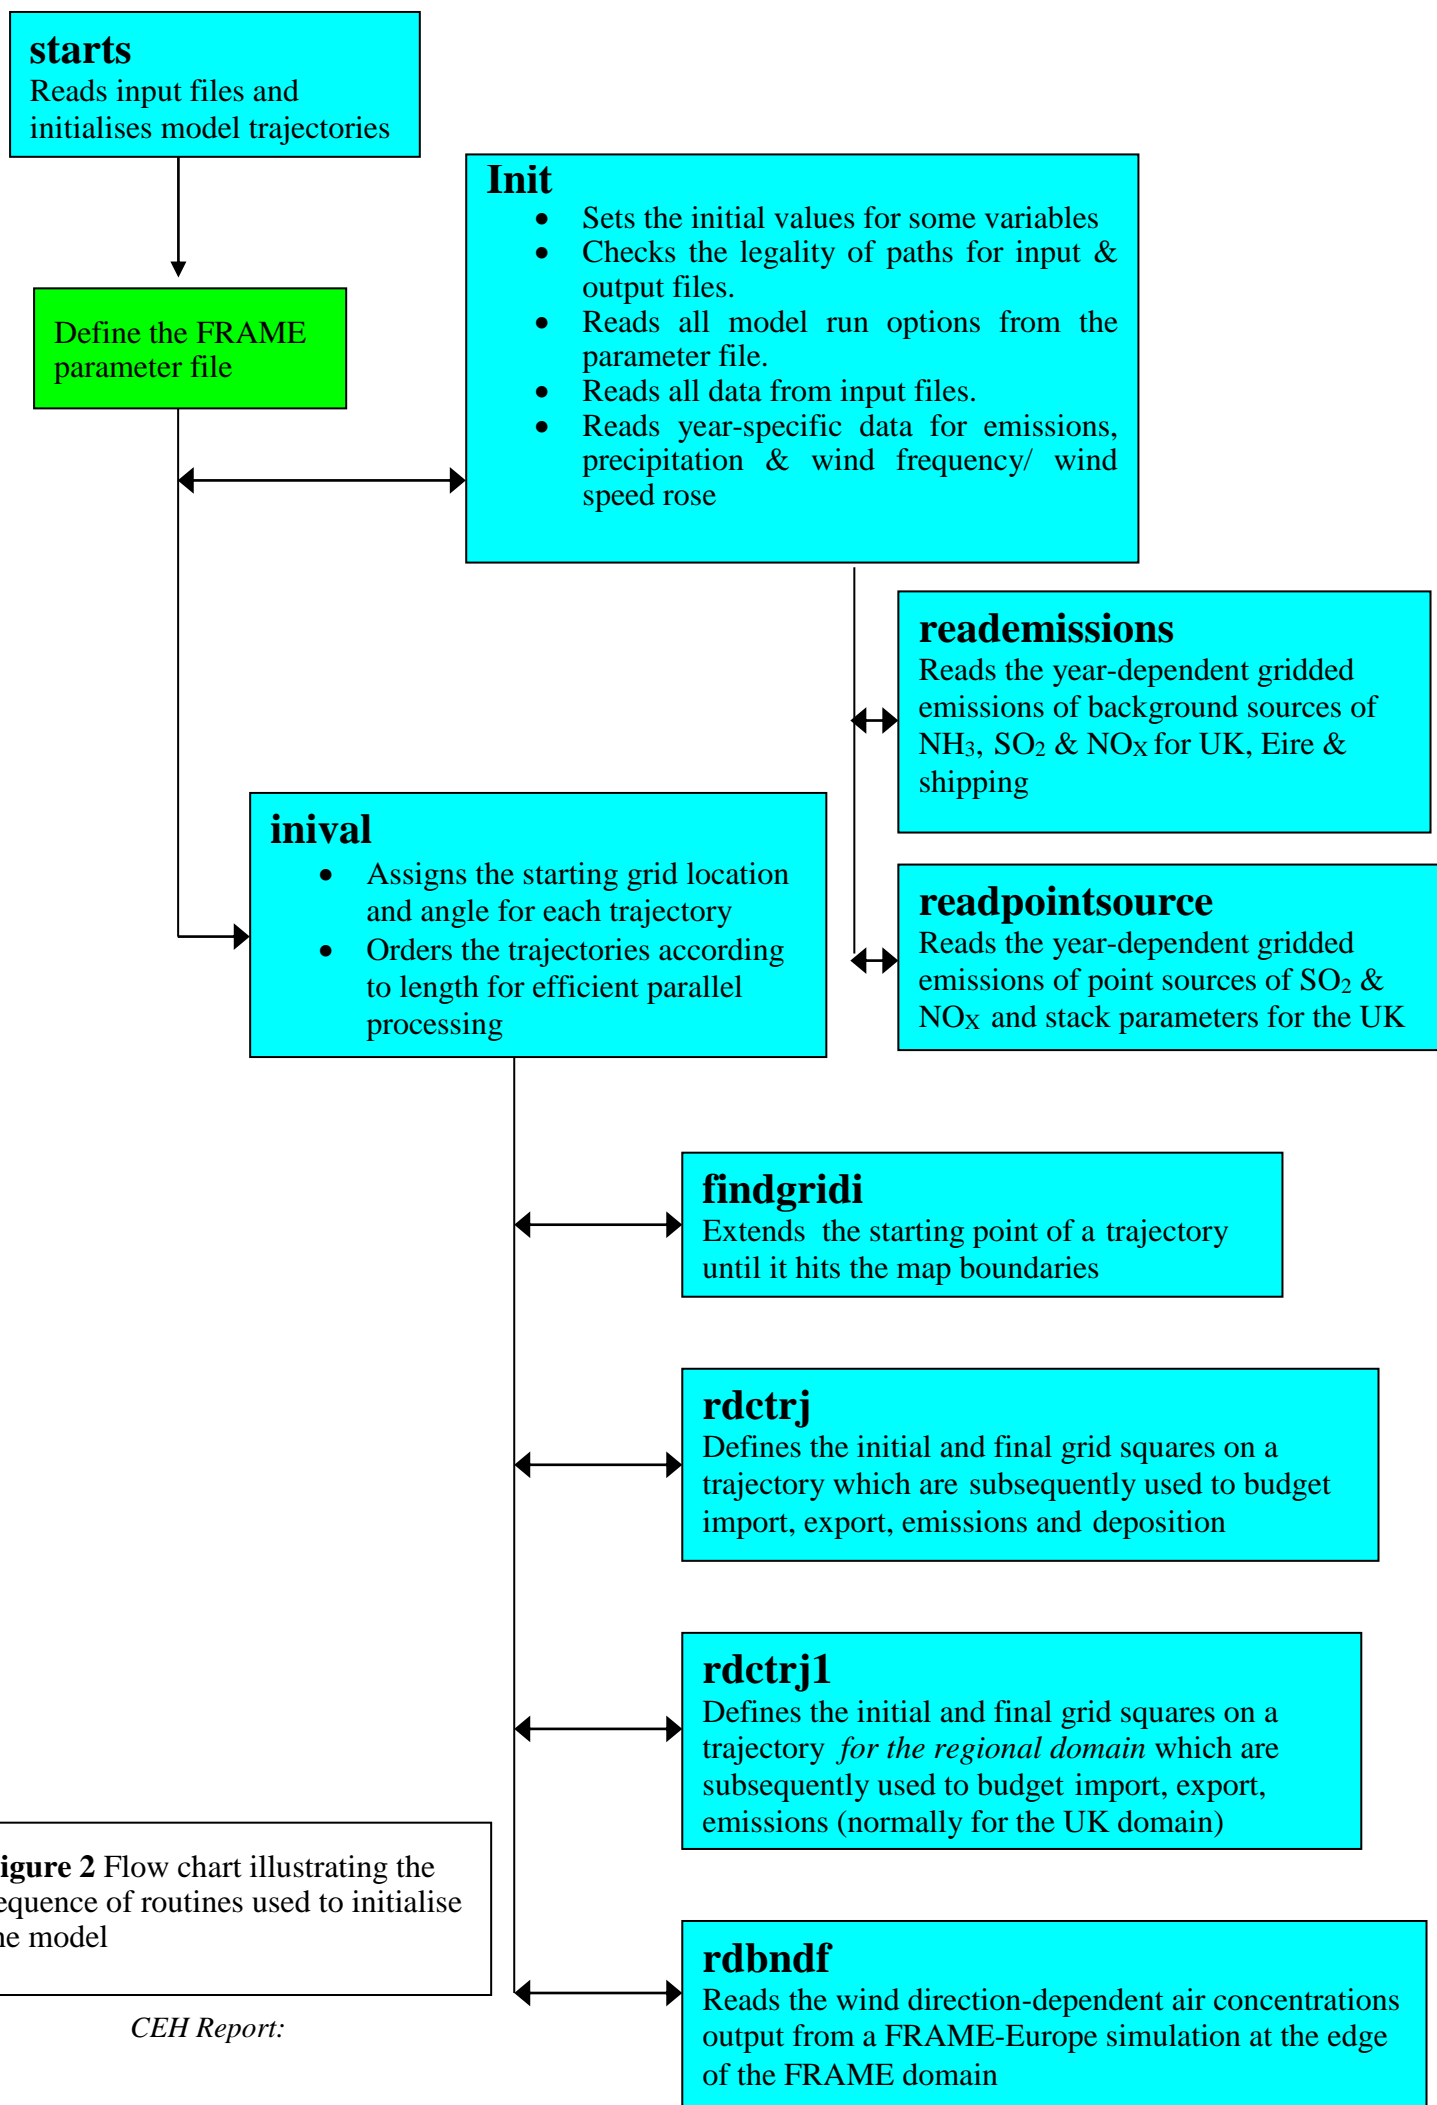 starts
Reads input files and
initialises model trajectories
Init
• Sets the initial values for some variables
• Checks the legality of paths for input &
output files.
• Reads all model run options from the
parameter file.
• Reads all data from input files.
• Reads year-specific data for emissions,
precipitation & wind frequency/ wind
speed rose
Define the FRAME
parameter file
reademissions
Reads the year-dependent gridded
emissions of background sources of
NH3, SO2 & NOX for UK, Eire &
shipping
inival
• Assigns the starting grid location
and angle for each trajectory
• Orders the trajectories according
to length for efficient parallel
processing
readpointsource
Reads the year-dependent gridded
emissions of point sources of SO2 &
NOX and stack parameters for the UK
findgridi
Extends the starting point of a trajectory
until it hits the map boundaries
rdctrj
Defines the initial and final grid squares on a
trajectory which are subsequently used to budget
import, export, emissions and deposition
rdctrj1
Defines the initial and final grid squares on a
trajectory for the regional domain which are
subsequently used to budget import, export,
emissions (normally for the UK domain)
igure 2 Flow chart illustrating the
equence of routines used to initialise
he model
rdbndf
Reads the wind direction-dependent air concentrations
output from a FRAME-Europe simulation at the edge
of the FRAME domain
CEH Report: